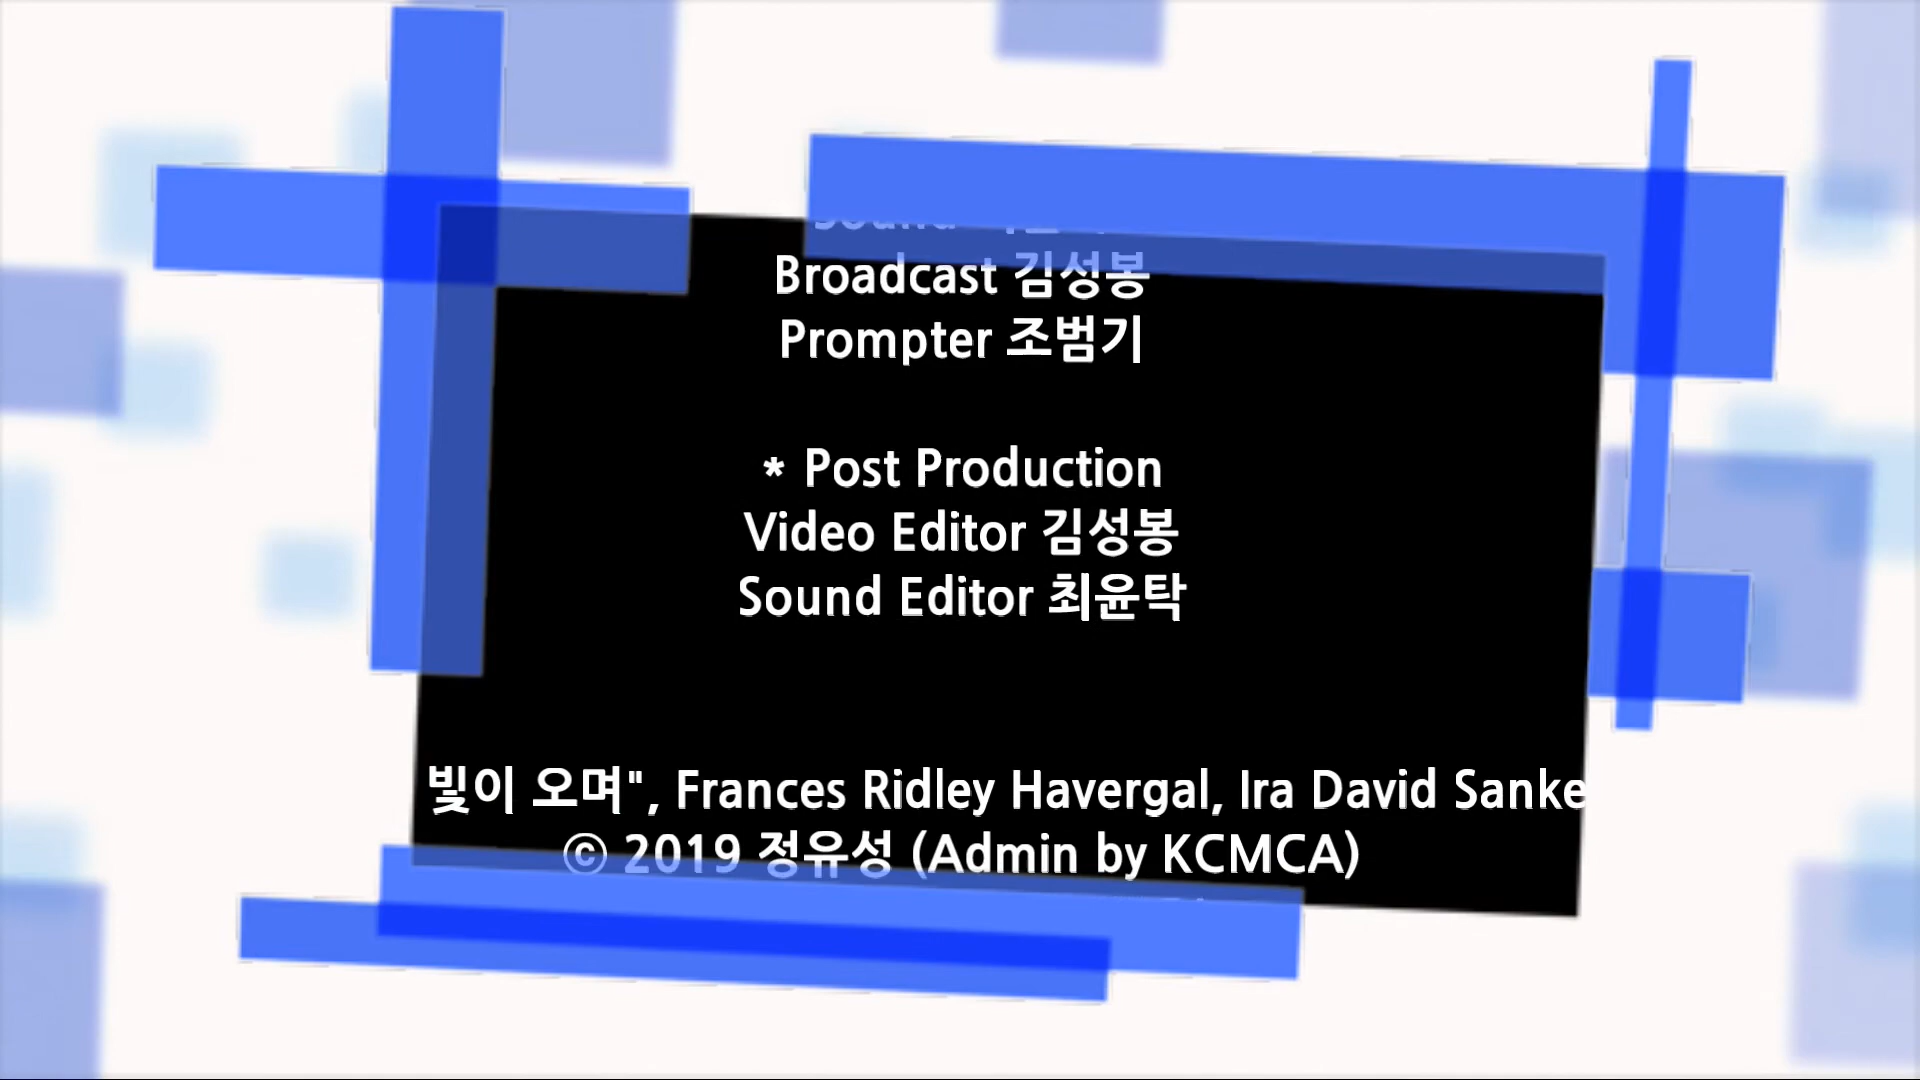 Sound
Broadcast 김성봉
Prompter 조범기
* Post Production
Video Editor 김성봉
Sound Editor 최윤탁
빛이 오며", Frances Ridley Havergal, Ira David Sanke
© 2019 정유성 (Admin by KCMCA)